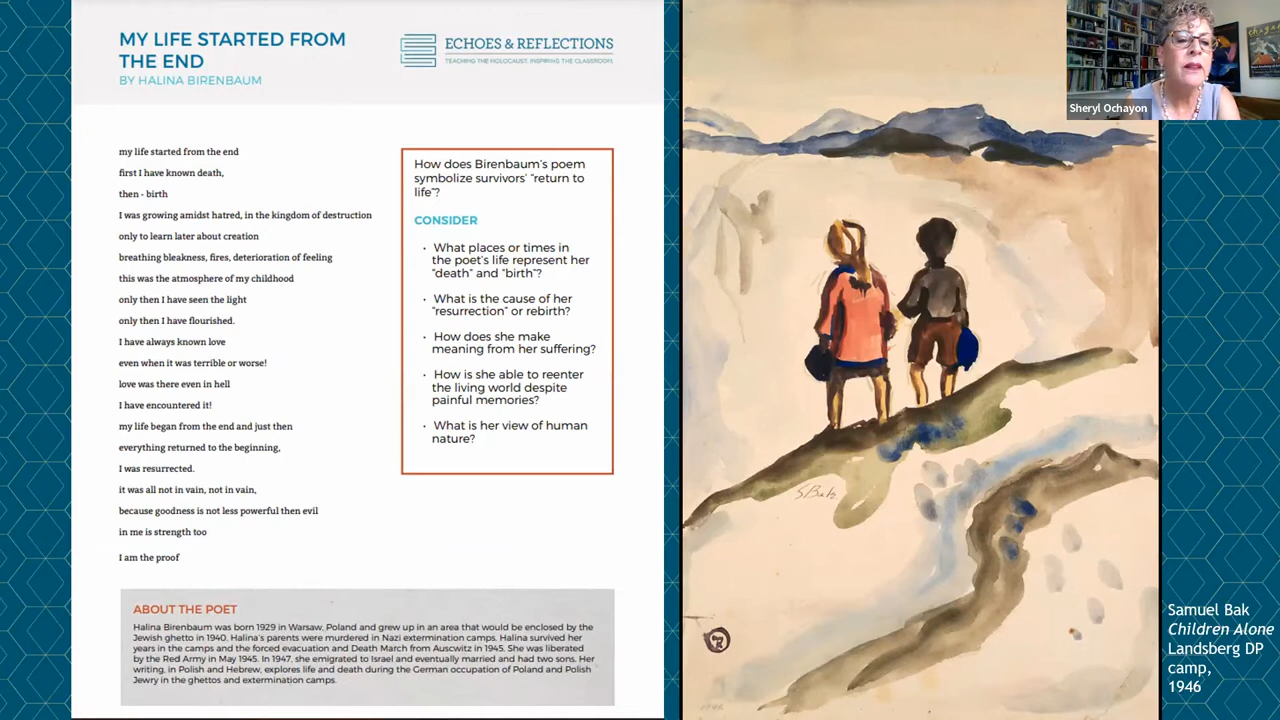 MY LIFE STARTED FROM
THE END
BY HALINA BIRENBAUM
ECHOES & REFLECTIONS
TEACHING THE HOLOCAUST. INSPIRING THE CLASSROOM.
my life started from the end
first I have known death,
then - birth
I was growing amidst hatred, in the kingdom of destruction
only to learn later about creation
breathing bleakness, fires, deterioration of feeling
this was the atmosphere of my childhood
only then I have seen the light
only then I have flourished.
I have always known love
even when it was terrible or worse!
love was there even in hell
I have encountered it!
my life began from the end and just then
everything returned to the beginning,
I was resurrected.
it was all not in vain, not in vain,
because goodness is not less powerful then evil
in me is strength too
I am the proof
How does Birenbaum's poem
symbolize survivors' "return to
life"?
CONSIDER
· What places or times in
the poet's life represent her
"death" and "birth"?
· What is the cause of her
"resurrection" or rebirth?
· How does she make
meaning from her suffering?
· How is she able to reenter
the living world despite
painful memories?
· What is her view of human
nature?
ABOUT THE POET
Halina Birenbaum was born 1929 in Warsaw, Poland and grew up in an area that would be enclosed by the
Jewish ghetto in 1940. Halina's parents were murdered in Nazi extermination camps. Halina survived her
years in the camps and the forced evacuation and Death March from Auscwitz in 1945. She was liberated
by the Red Army in May 1945. In 1947, she emigrated to Israel and eventually married and had two sons. Her
writing, in Polish and Hebrew, explores life and death during the German occupation of Poland and Polish
Jewry in the ghettos and extermination camps.
S Bak
1946
Sheryl Ochayon
Samuel Bak
Children Alone
Landsberg DP
camp,
1946